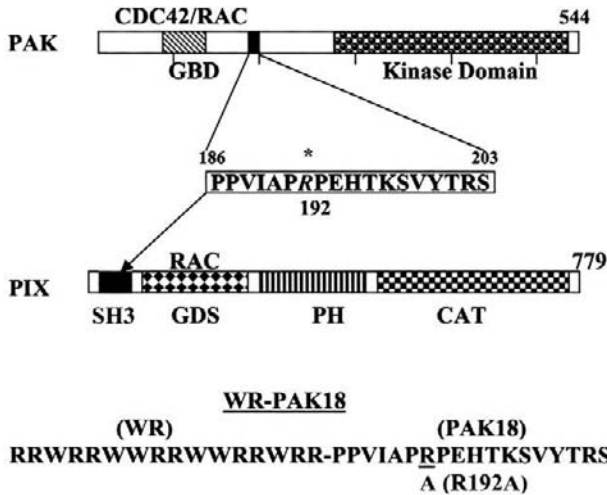 CDC42/RAC
544
PAK
GBD
Kinase Domain
*
186
203
PPVIAPRPEHTKSVYTRS
192
RAC
779
PIX
SH3
GDS
PH
CAT
WR-PAK18
(WR)
(PAK18)
RRWRRWWRRWWRRWRR-PPVIAPRPEHTKSVYTRS
A (R192A)